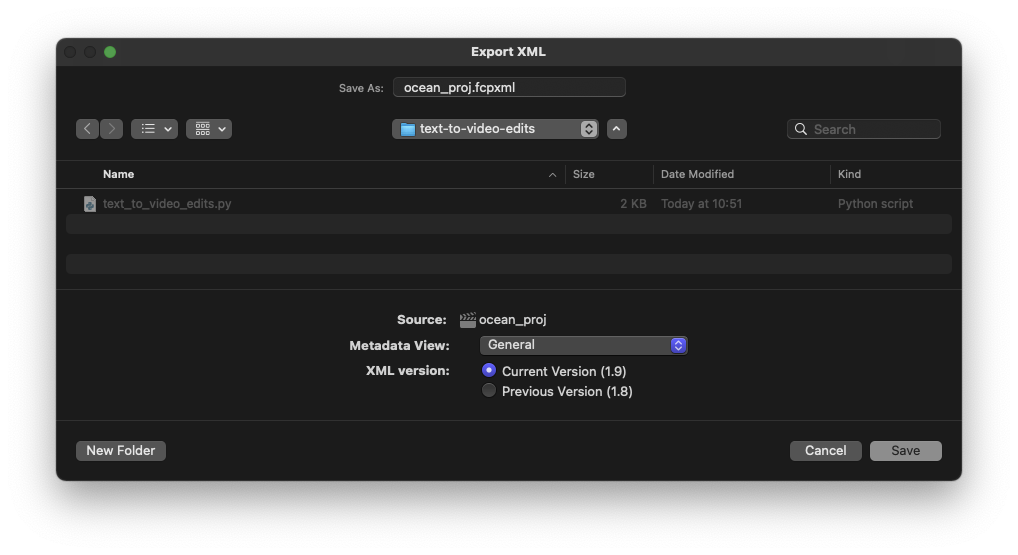 Export XML
Save As: ocean_proj.fcpxml
text-to-video-edits Search
Name Size Date Modified Kind
text_to_video_edits.py 2 KB Today at 10:51 Python script
Source: ocean_proj
Metadata View: General
XML version: Current Version (1.9)
Previous Version (1.8)
New Folder Cancel Save